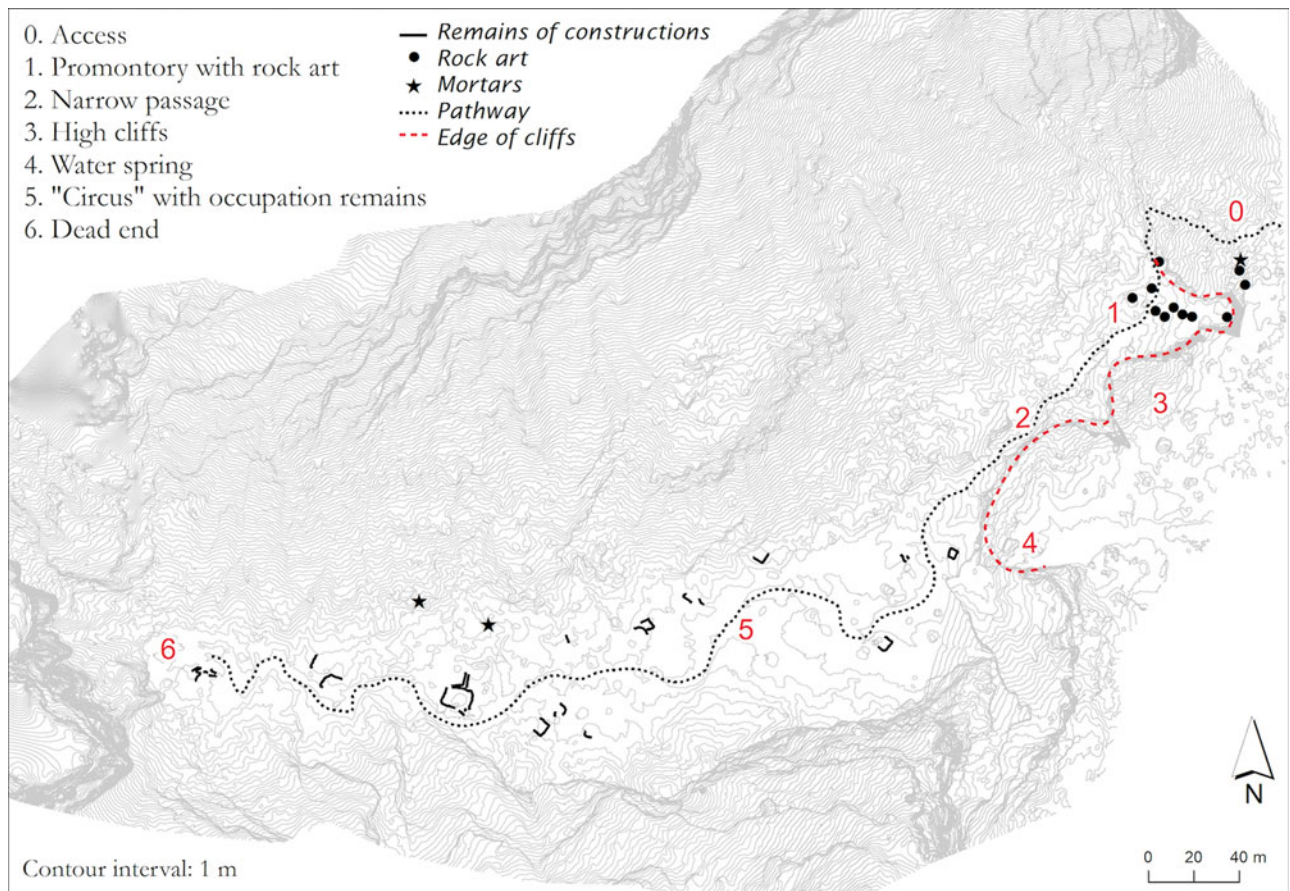 0. Access
1. Promontory with rock art
2. Narrow passage
3. High cliffs
4. Water spring
5. "Circus" with occupation remains
6. Dead end
Remains of constructions
Rock art
Mortars
Pathway
Edge of cliffs
0
1
2
3
4
5
6
N
Contour interval: 1 m
0 20 40 m